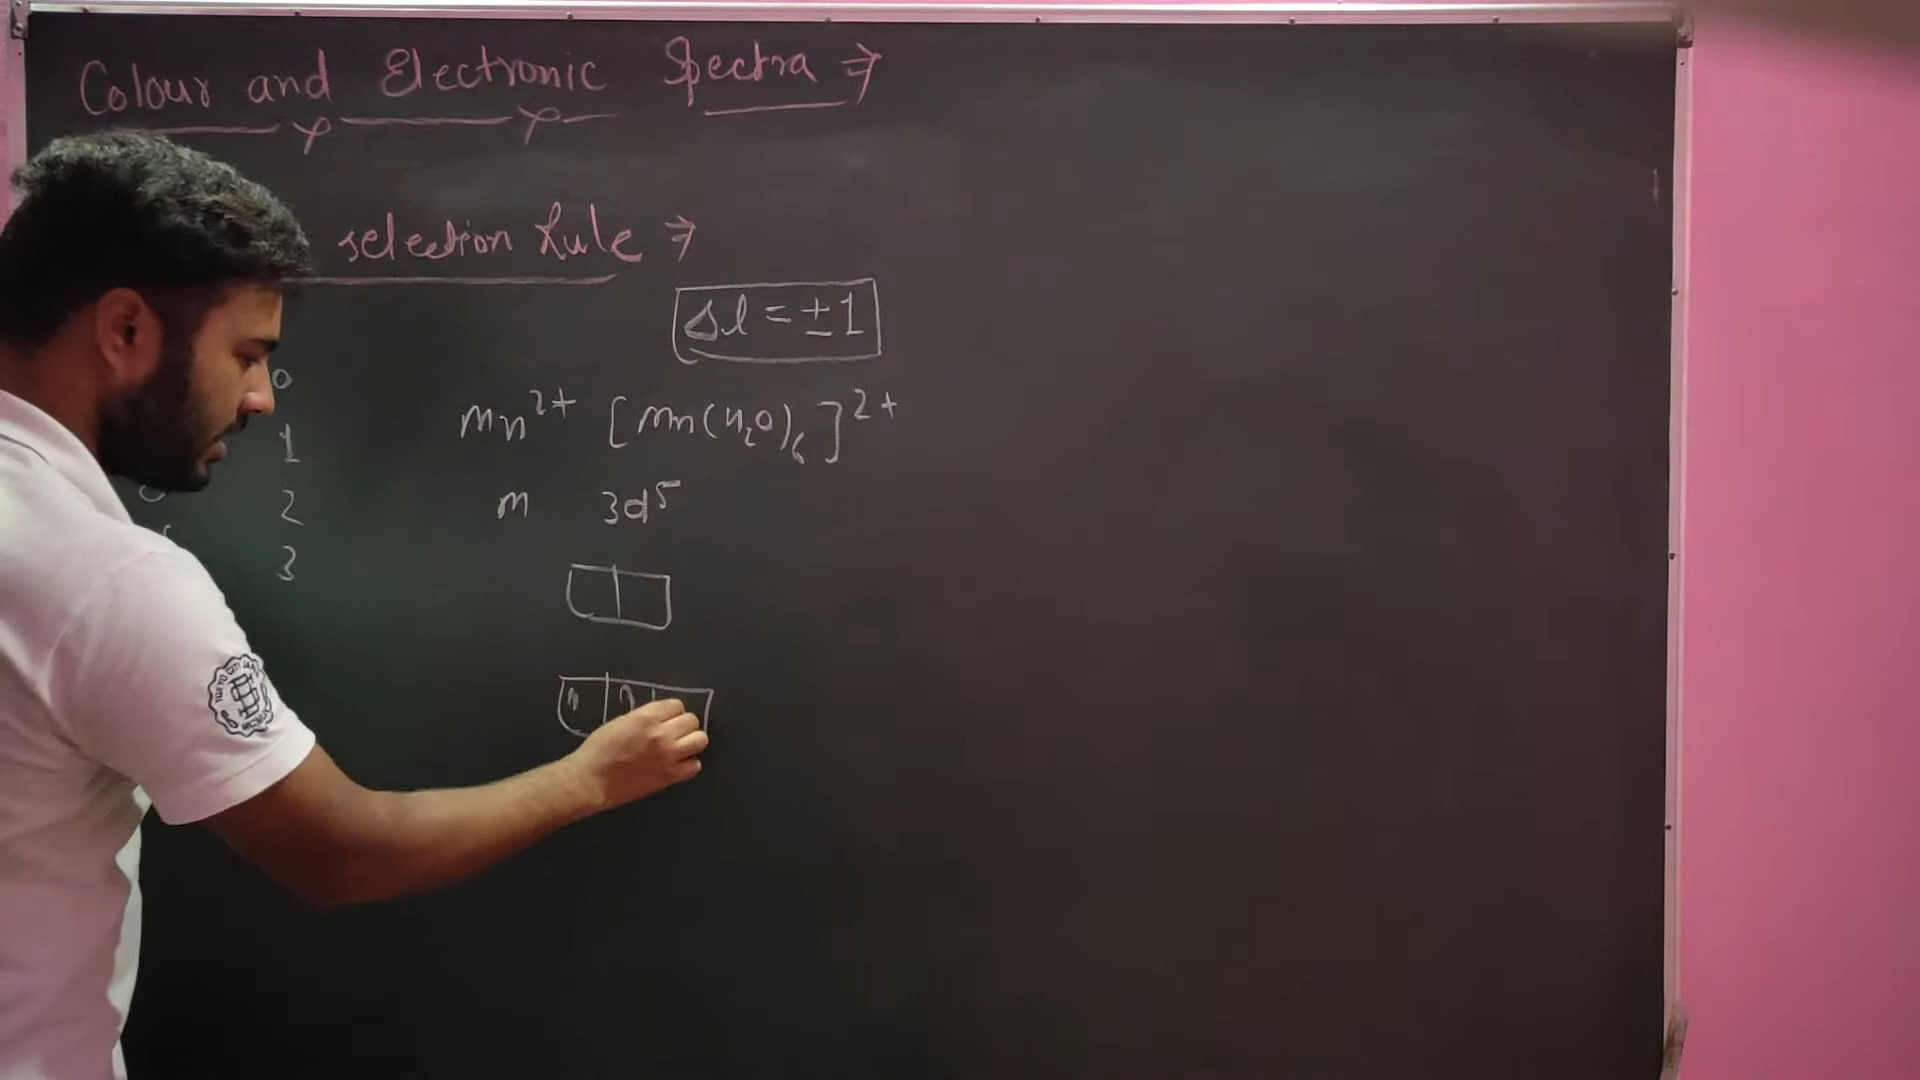 Colour and Electronic Spectra ⇒
selection Rule ⇒
Δl = ±1
0
1
2
3
Mn2+ [Mn(H2O)6]2+
m 3d5